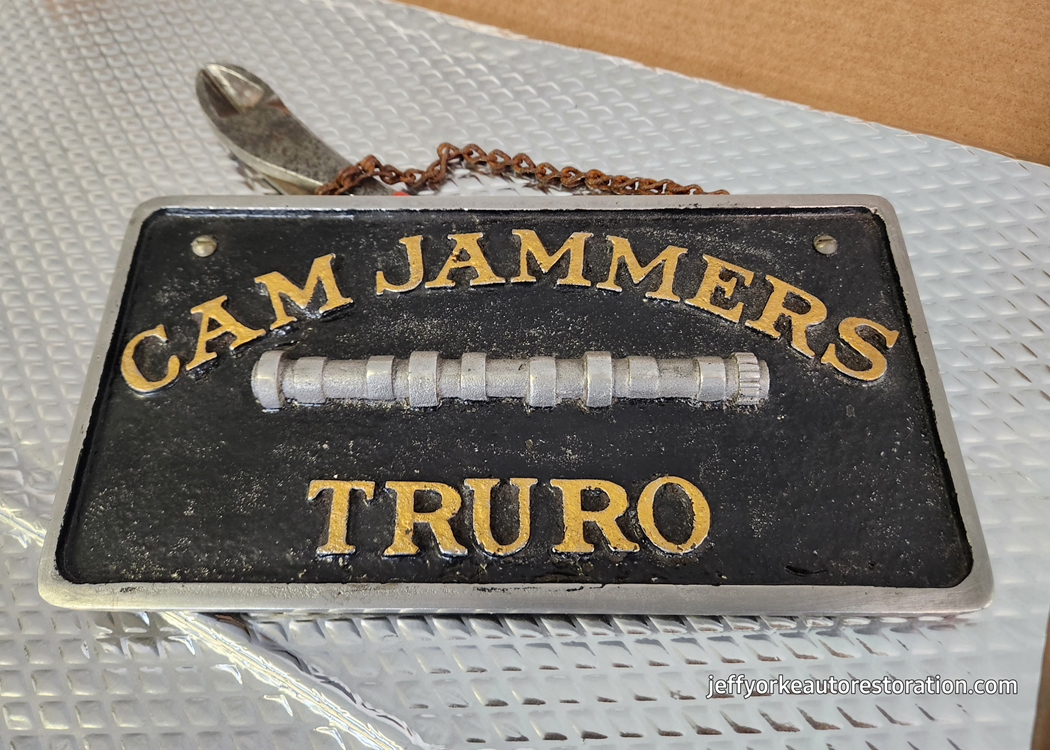 CAM JAMMERS
TRURO
jeffyorkeautorestoration.com